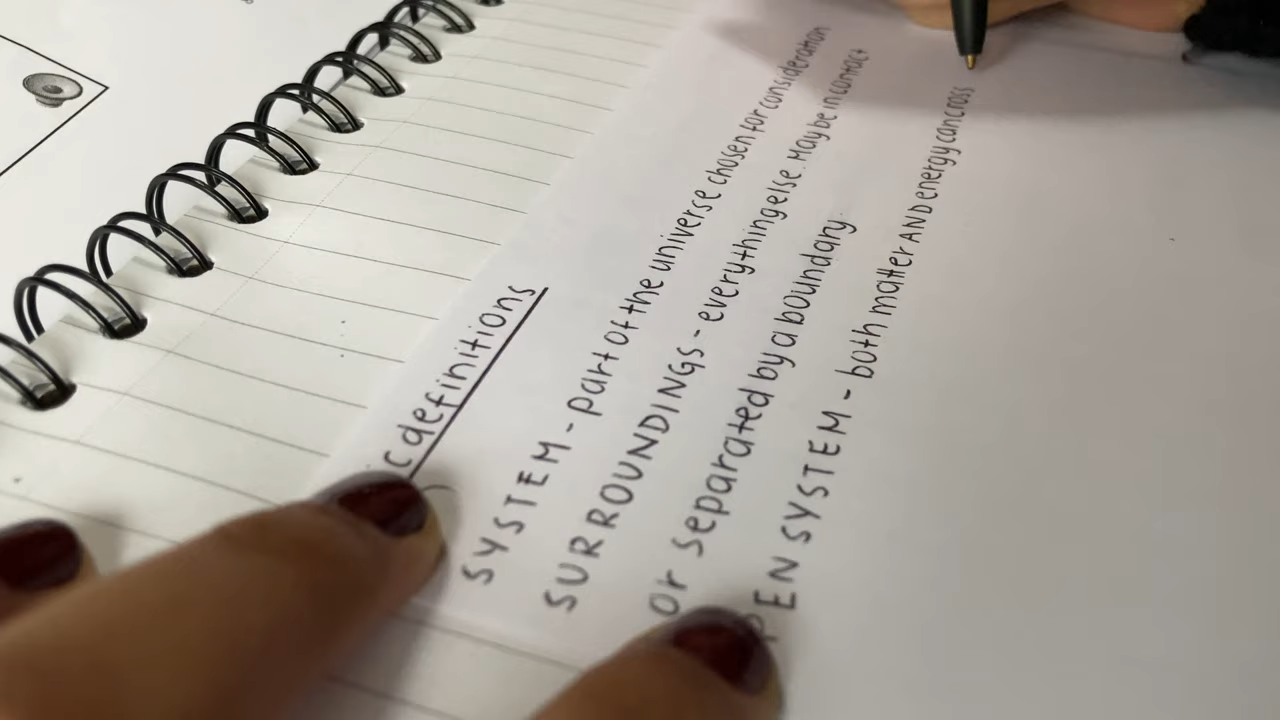 c definitions
SYSTEM - part of the universe chosen for consideration
SURROUNDINGS - everything else. May be in contact
or separated by a boundary.
PEN SYSTEM - both matter AND energy can cross